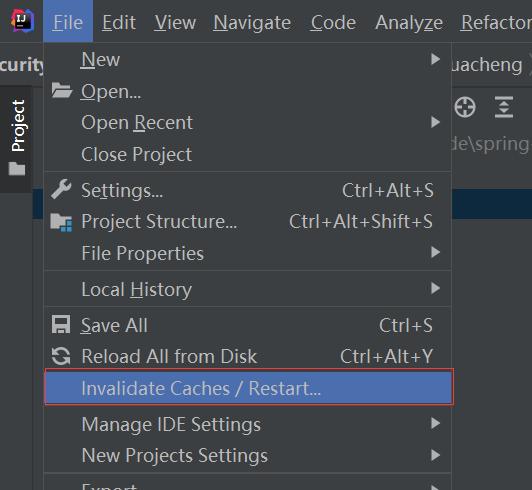 IJ
File Edit View Navigate Code Analyze Refactor
curity
uacheng
Project
de\spring
New
Open...
Open Recent
Close Project
Settings... Ctrl+Alt+S
Project Structure... Ctrl+Alt+Shift+S
File Properties
Local History
Save All Ctrl+S
Reload All from Disk Ctrl+Alt+Y
Invalidate Caches / Restart...
Manage IDE Settings
New Projects Settings
Export